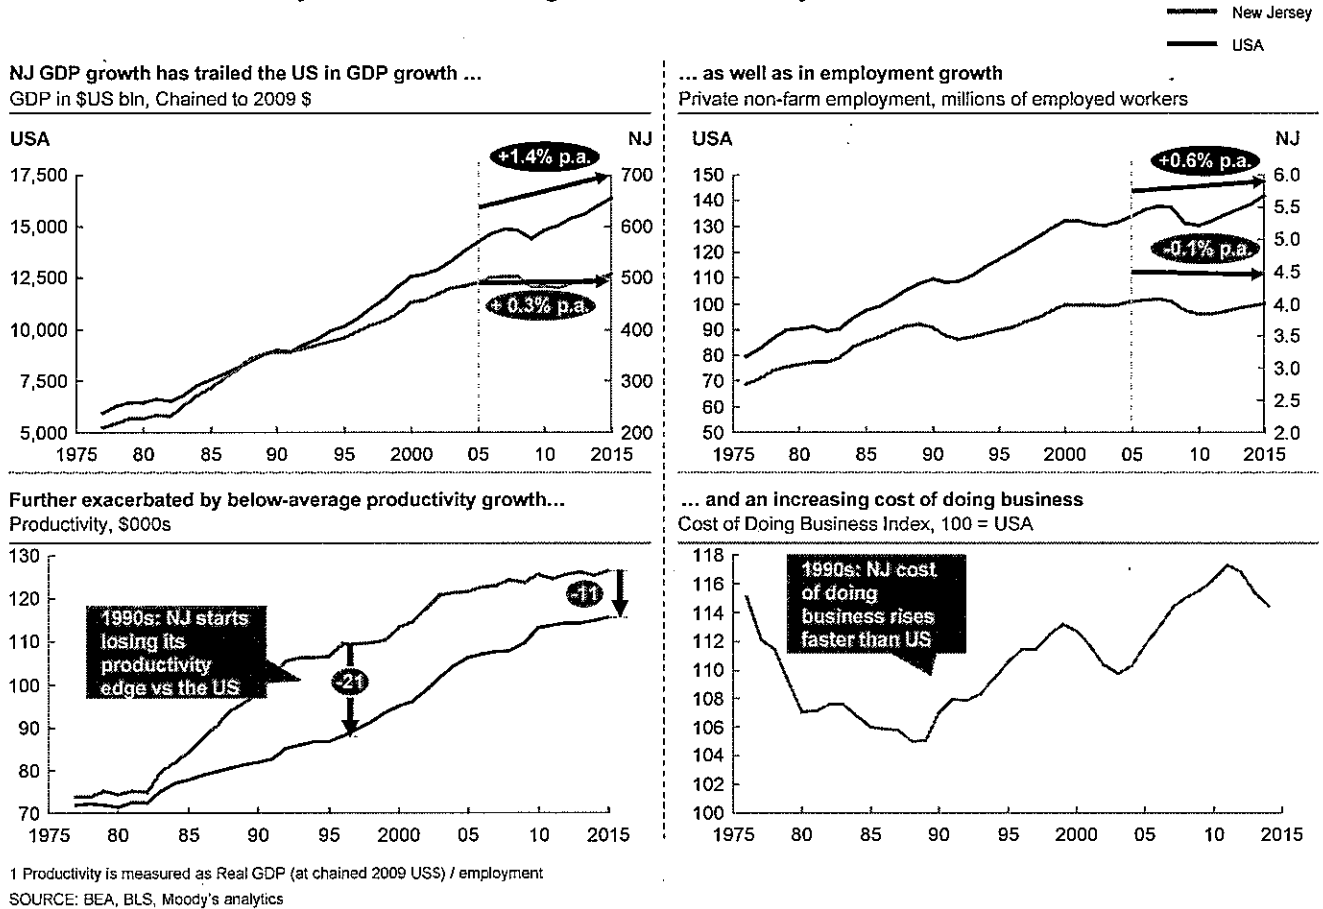 New Jersey
USA
NJ GDP growth has trailed the US in GDP growth ...
GDP in $US bln, Chained to 2009 $
USA
NJ
+1.4% p.a.
+ 0.3% p.a.
17,500
15,000
12,500
10,000
7,500
5,000
700
600
500
400
300
200
1975 80 85 90 95 2000 05 10 2015
... as well as in employment growth
Private non-farm employment, millions of employed workers
USA
NJ
+0.6% p.a.
-0.1% p.a.
150
140
130
120
110
100
90
80
70
60
50
6.0
5.5
5.0
4.5
4.0
3.5
3.0
2.5
2.0
1975 80 85 90 95 2000 05 10 2015
Further exacerbated by below-average productivity growth...
Productivity, $000s
130
120
110
100
90
80
70
1990s: NJ starts
losing its
productivity
edge vs the US
-21
-11
1975 80 85 90 95 2000 05 10 2015
... and an increasing cost of doing business
Cost of Doing Business Index, 100 = USA
118
116
114
112
110
108
106
104
102
100
1990s: NJ cost
of doing
business rises
faster than US
1975 80 85 90 95 2000 05 10 2015
1 Productivity is measured as Real GDP (at chained 2009 US$) / employment
SOURCE: BEA, BLS, Moody's analytics